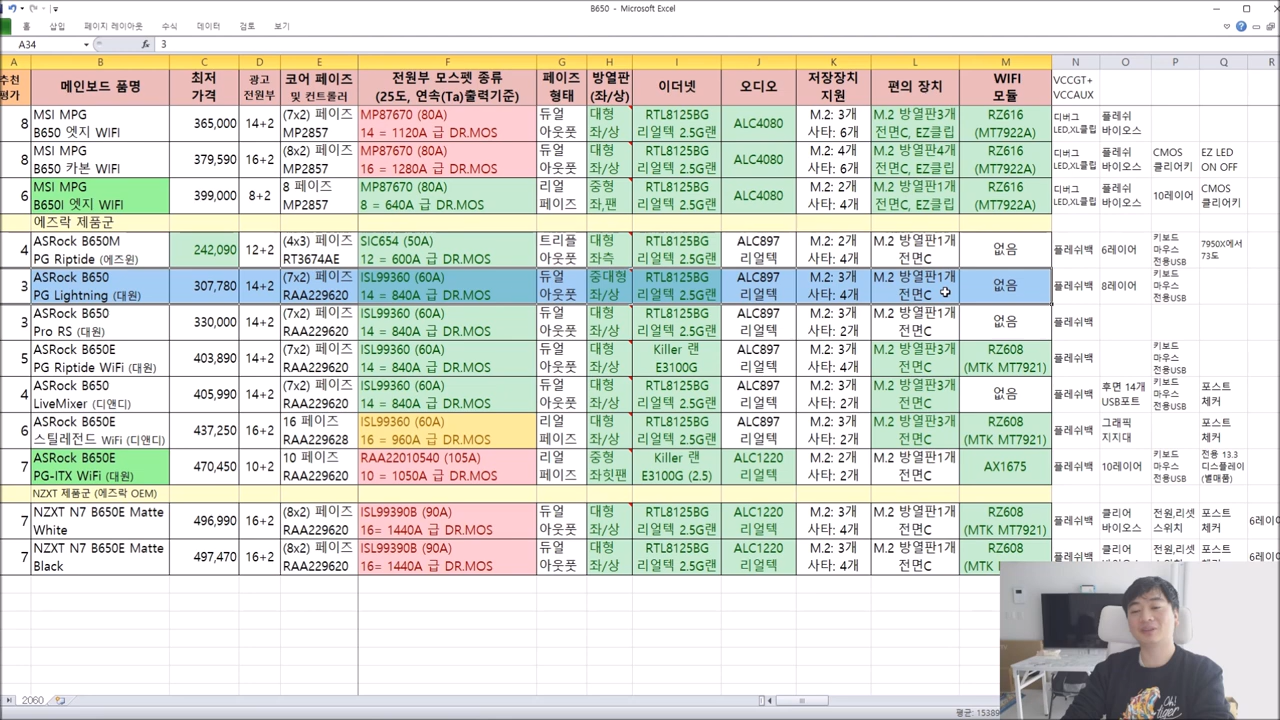 B650 - Microsoft Excel
홈 삽입 페이지 레이아웃 수식 데이터 검토 보기
A34 fx 3
A B C D E F G H I J K L M N O P Q R
추천 평가 메인보드 품명 최저 가격 광고 전원부 코어 페이즈 및 컨트롤러 전원부 모스펫 종류 (25도, 연속(Ta)출력기준) 페이즈 형태 방열판 (좌/상) 이더넷 오디오 저장장치 지원 편의 장치 WIFI 모듈 VCCGT+ VCCAUX
8 MSI MPG B650 엣지 WIFI 365,000 14+2 (7x2) 페이즈 MP2857 MP87670 (80A) 14 = 1120A 급 DR.MOS 듀얼 아웃풋 대형 좌/상 RTL8125BG 리얼텍 2.5G랜 ALC4080 M.2: 3개 사타: 6개 M.2 방열판3개 전면C, EZ클립 RZ616 (MT7922A) 디버그 LED,XL클립 플래쉬 바이오스
8 MSI MPG B650 카본 WIFI 379,590 16+2 (8x2) 페이즈 MP2857 MP87670 (80A) 16 = 1280A 급 DR.MOS 듀얼 아웃풋 대형 좌/상 RTL8125BG 리얼텍 2.5G랜 ALC4080 M.2: 4개 사타: 6개 M.2 방열판4개 전면C, EZ클립 RZ616 (MT7922A) 디버그 LED,XL클립 플래쉬 바이오스 CMOS 클리어키 EZ LED ON OFF
6 MSI MPG B650I 엣지 WIFI 399,000 8+2 8 페이즈 MP2857 MP87670 (80A) 8 = 640A 급 DR.MOS 리얼 페이즈 중형 좌,팬 RTL8125BG 리얼텍 2.5G랜 ALC4080 M.2: 2개 사타: 4개 M.2 방열판1개 전면C, EZ클립 RZ616 (MT7922A) 디버그 LED,XL클립 플래쉬 바이오스 10레이어 CMOS 클리어키
에즈락 제품군
4 ASRock B650M PG Riptide (에즈윈) 242,090 12+2 (4x3) 페이즈 RT3674AE SIC654 (50A) 12 = 600A 급 DR.MOS 트리플 아웃풋 대형 좌측 RTL8125BG 리얼텍 2.5G랜 ALC897 리얼텍 M.2: 2개 사타: 4개 M.2 방열판1개 전면C 없음 플레쉬백 6레이어 키보드 마우스 전용USB 7950X에서 73도
3 ASRock B650 PG Lightning (대원) 307,780 14+2 (7x2) 페이즈 RAA229620 ISL99360 (60A) 14 = 840A 급 DR.MOS 듀얼 아웃풋 중대형 좌/상 RTL8125BG 리얼텍 2.5G랜 ALC897 리얼텍 M.2: 3개 사타: 4개 M.2 방열판1개 전면C 없음 플레쉬백 8레이어 키보드 마우스 전용USB
3 ASRock B650 Pro RS (대원) 330,000 14+2 (7x2) 페이즈 RAA229620 ISL99360 (60A) 14 = 840A 급 DR.MOS 듀얼 아웃풋 대형 좌/상 RTL8125BG 리얼텍 2.5G랜 ALC897 리얼텍 M.2: 3개 사타: 2개 M.2 방열판1개 전면C 없음 플레쉬백
5 ASRock B650E PG Riptide WiFi (대원) 403,890 14+2 (7x2) 페이즈 RAA229620 ISL99360 (60A) 14 = 840A 급 DR.MOS 듀얼 아웃풋 대형 좌/상 Killer 랜 E3100G ALC897 리얼텍 M.2: 3개 사타: 2개 M.2 방열판3개 전면C RZ608 (MTK MT7921) 플레쉬백 키보드 마우스 전용USB
4 ASRock B650 LiveMixer (디앤디) 405,990 14+2 (7x2) 페이즈 RAA229620 ISL99360 (60A) 14 = 840A 급 DR.MOS 듀얼 아웃풋 대형 좌/상 RTL8125BG 리얼텍 2.5G랜 ALC897 리얼텍 M.2: 3개 사타: 2개 M.2 방열판3개 전면C 없음 플레쉬백 후면 14개 USB포트 키보드 마우스 전용USB 포스트 체커
6 ASRock B650E 스틸레전드 WiFi (디앤디) 437,250 16+2 16 페이즈 RAA229628 ISL99360 (60A) 16 = 960A 급 DR.MOS 리얼 페이즈 대형 좌/상 RTL8125BG 리얼텍 2.5G랜 ALC897 리얼텍 M.2: 3개 사타: 2개 M.2 방열판3개 전면C RZ608 (MTK MT7921) 플레쉬백 그래픽 지지대 포스트 체커
7 ASRock B650E PG-ITX WiFi (대원) 470,450 10+2 10 페이즈 RAA229620 RAA22010540 (105A) 10 = 1050A 급 DR.MOS 리얼 페이즈 중형 좌힛팬 Killer 랜 E3100G (2.5) ALC1220 리얼텍 M.2: 2개 사타: 2개 M.2 방열판1개 전면C AX1675 플레쉬백 10레이어 키보드 마우스 전용USB 전용 13.3 디스플레이 (별매품)
NZXT 제품군 (에즈락 OEM)
7 NZXT N7 B650E Matte White 496,990 16+2 (8x2) 페이즈 RAA229620 ISL99390B (90A) 16= 1440A 급 DR.MOS 듀얼 아웃풋 대형 좌/상 RTL8125BG 리얼텍 2.5G랜 ALC1220 리얼텍 M.2: 3개 사타: 4개 M.2 방열판1개 전면C RZ608 (MTK MT7921) 플레쉬백 클리어 바이오스 전원,리셋 스위치 포스트 체커 6레이
7 NZXT N7 B650E Matte Black 497,470 16+2 (8x2) 페이즈 RAA229620 ISL99390B (90A) 16= 1440A 급 DR.MOS 듀얼 아웃풋 대형 좌/상 RTL8125BG 리얼텍 2.5G랜 ALC1220 리얼텍 M.2: 3개 사타: 4개 M.2 방열판1개 전면C RZ608 (MTK 플레쉬백 클리어 전원,리셋 포스트 6레이
2060
평균: 15389
Oh! tiger